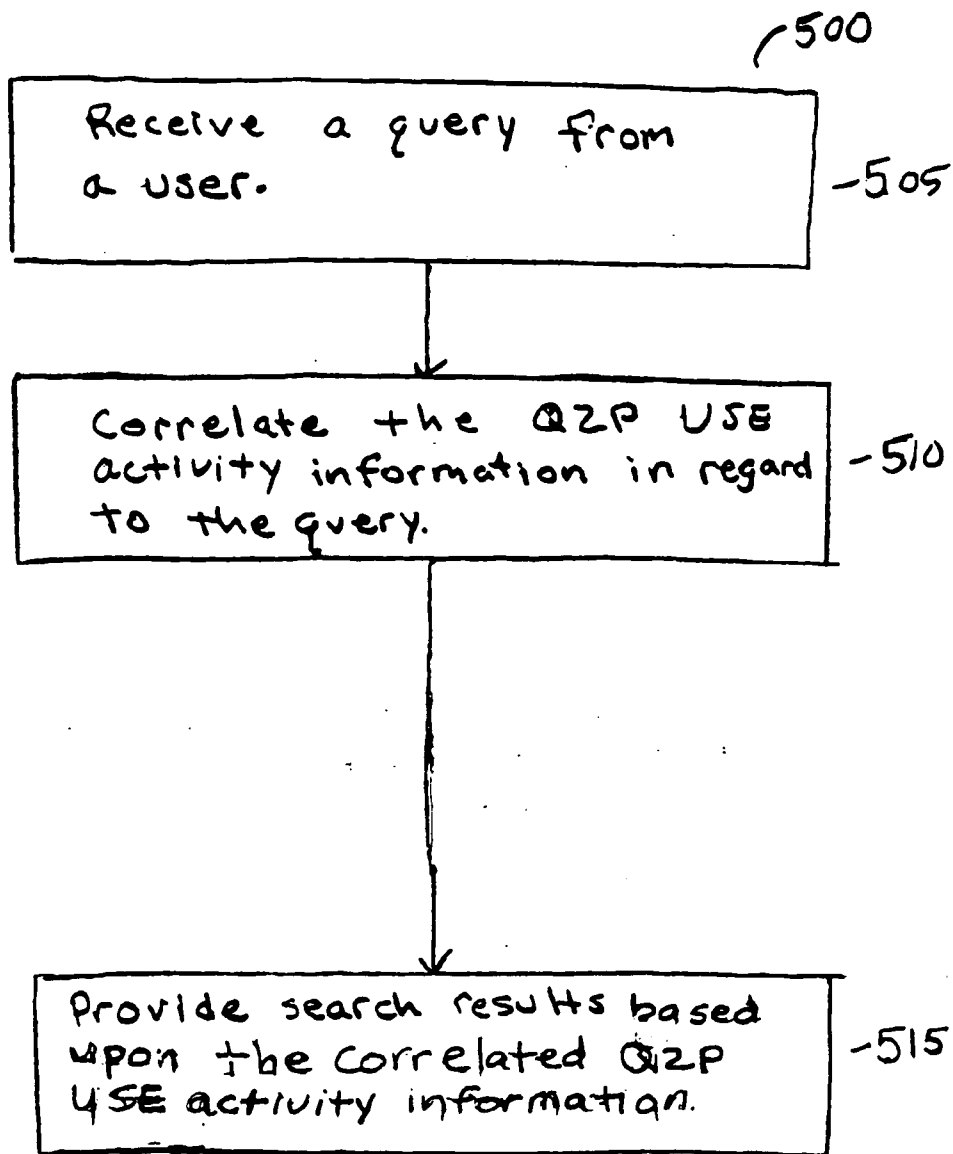 500
Receive a query from
a user.
-505
Correlate the Q2P USE
activity information in regard
to the query.
-510
Provide search results based
upon the correlated Q2P
USE activity information.
-515